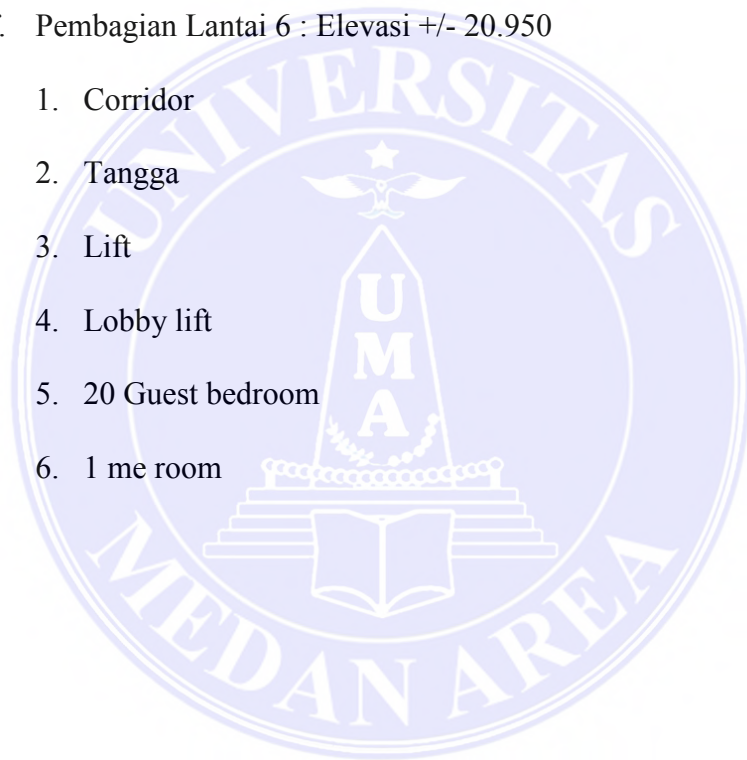 . Pembagian Lantai 6 : Elevasi +/- 20.950
1. Corridor
2. Tangga
3. Lift
4. Lobby lift
5. 20 Guest bedroom
6. 1 me room
UNIVERSITAS
UMA
MEDAN AREA